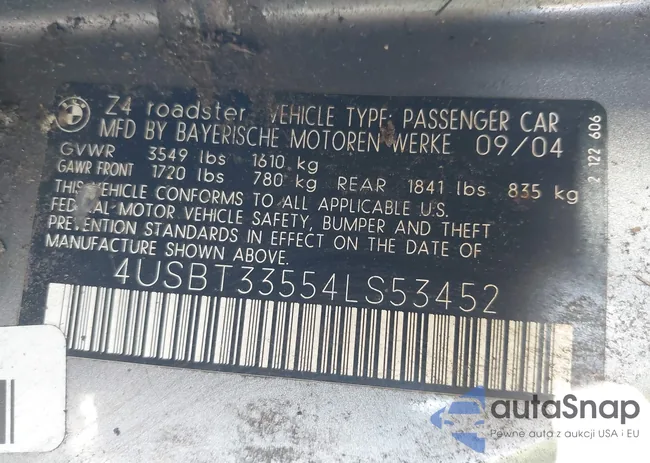 Z4 roadster VEHICLE TYPE: PASSENGER CAR
MFD BY BAYERISCHE MOTOREN WERKE 09/04
GVWR 3549 lbs 1610 kg
GAWR FRONT 1720 lbs 780 kg REAR 1841 lbs 835 kg
THIS VEHICLE CONFORMS TO ALL APPLICABLE U.S.
FEDERAL MOTOR VEHICLE SAFETY, BUMPER AND THEFT
PREVENTION STANDARDS IN EFFECT ON THE DATE OF
MANUFACTURE SHOWN ABOVE.
4USBT33554LS53452
2 122 606
autaSnap
Pewne auta z aukcji USA i EU